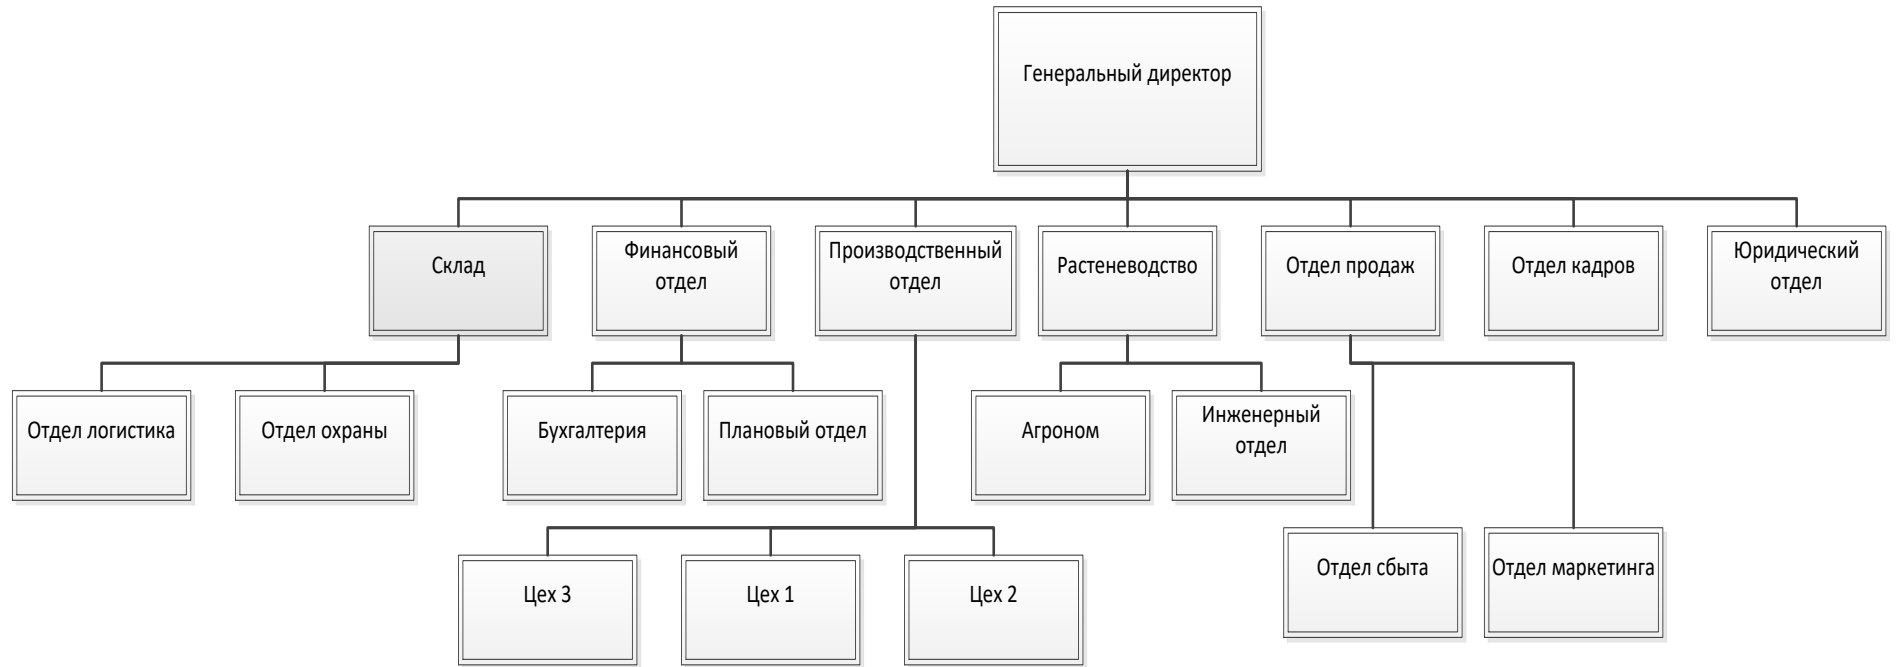 Генеральный директор
Склад
Финансовый
отдел
Производственный
отдел
Растеневодство
Отдел продаж
Отдел кадров
Юридический
отдел
Отдел логистика
Отдел охраны
Бухгалтерия
Плановый отдел
Агроном
Инженерный
отдел
Цех 3
Цех 1
Цех 2
Отдел сбыта
Отдел маркетинга